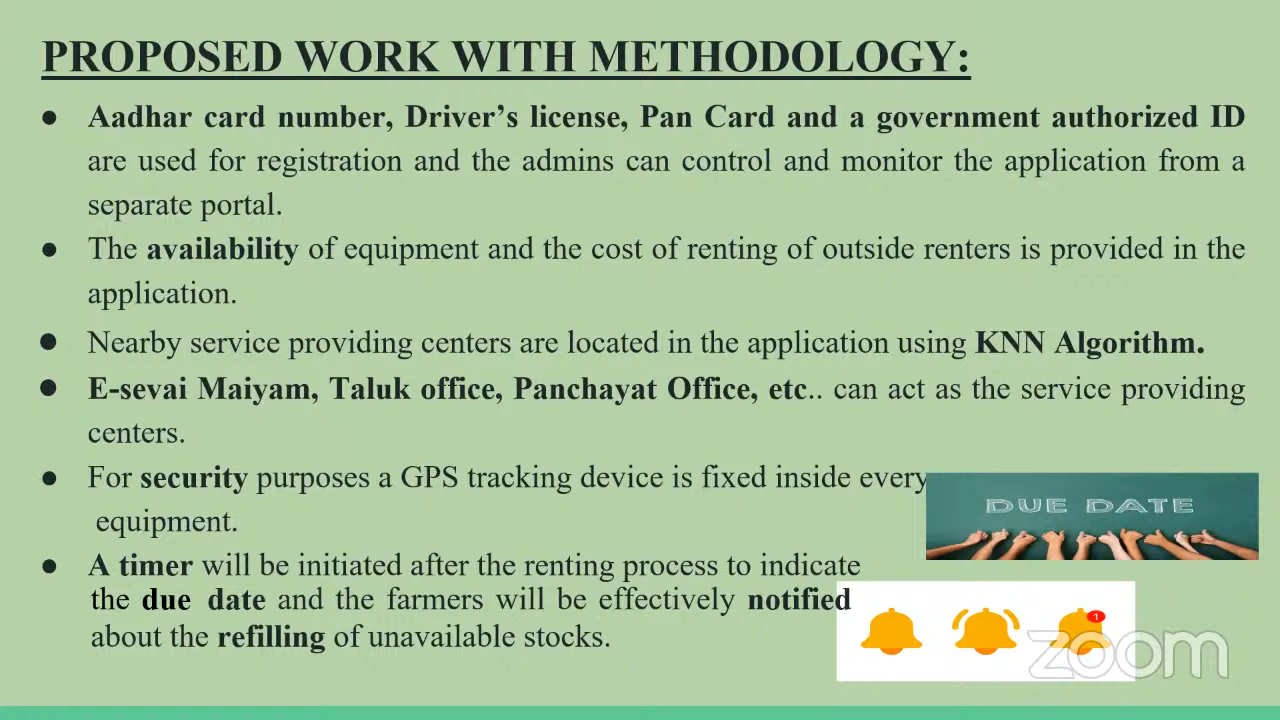 PROPOSED WORK WITH METHODOLOGY:
● Aadhar card number, Driver's license, Pan Card and a government authorized ID
are used for registration and the admins can control and monitor the application from a
separate portal.
● The availability of equipment and the cost of renting of outside renters is provided in the
application.
● Nearby service providing centers are located in the application using KNN Algorithm.
● E-sevai Maiyam, Taluk office, Panchayat Office, etc.. can act as the service providing
centers.
● For security purposes a GPS tracking device is fixed inside every
equipment.
DUE DATE
● A timer will be initiated after the renting process to indicate
the due date and the farmers will be effectively notified
about the refilling of unavailable stocks.
1
zoom